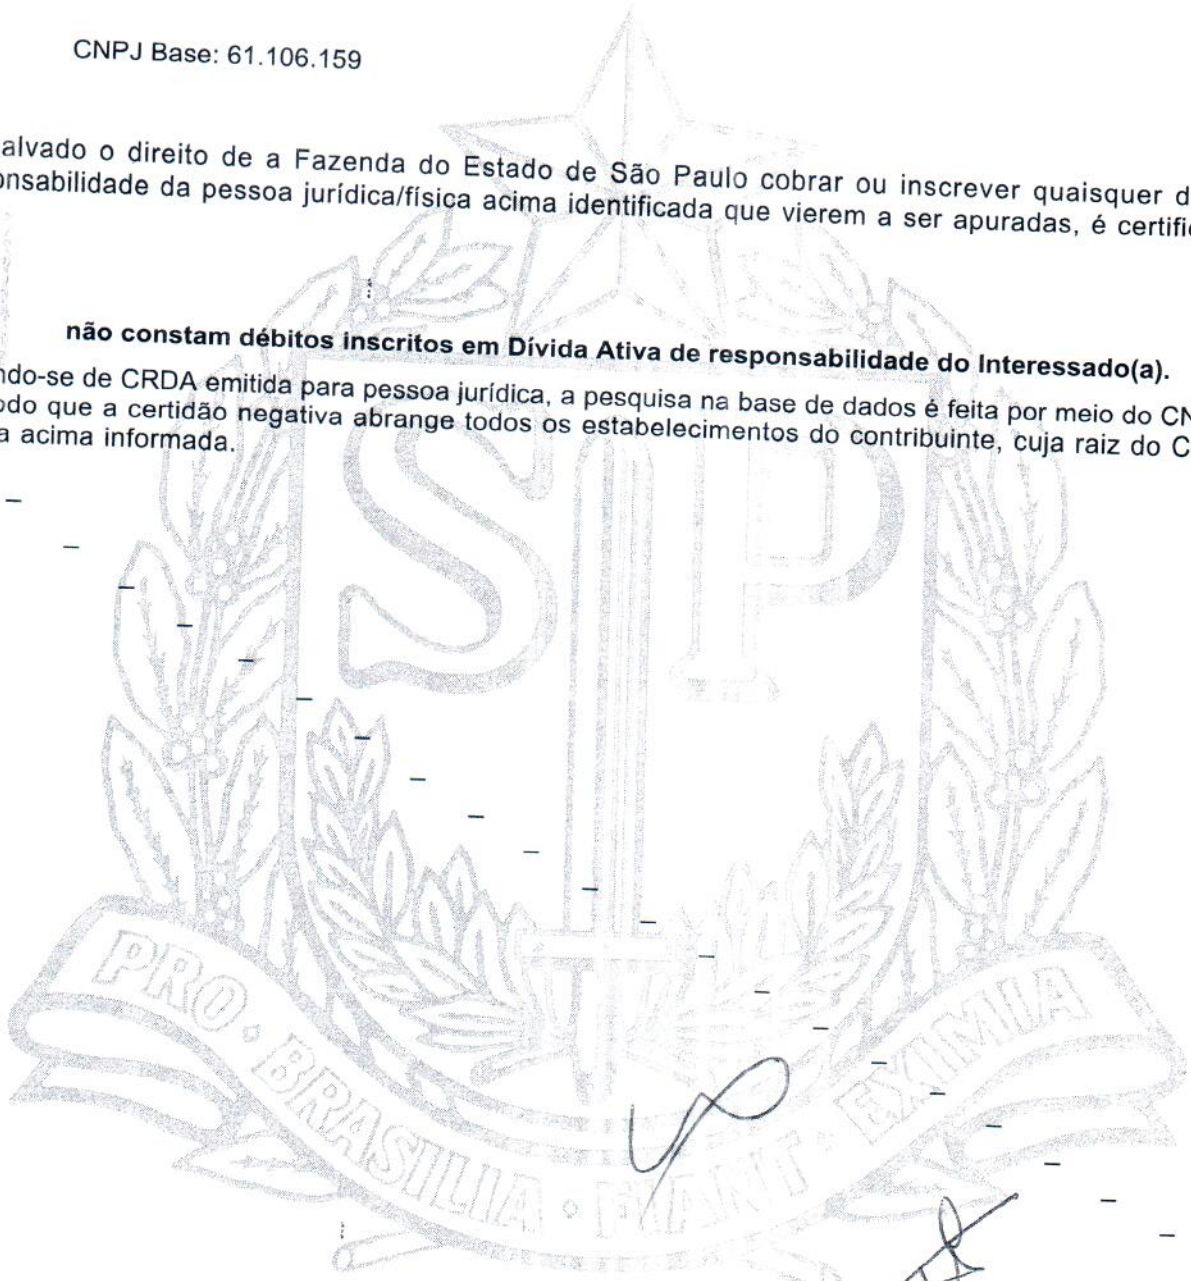 CNPJ Base: 61.106.159
alvado o direito de a Fazenda do Estado de São Paulo cobrar ou inscrever quaisquer d
onsabilidade da pessoa jurídica/física acima identificada que vierem a ser apuradas, é certific
não constam débitos inscritos em Dívida Ativa de responsabilidade do Interessado(a).
ndo-se de CRDA emitida para pessoa jurídica, a pesquisa na base de dados é feita por meio do CN
odo que a certidão negativa abrange todos os estabelecimentos do contribuinte, cuja raiz do C
a acima informada.
SP
PRO • BRASILIA • FIANT • EXIMIA